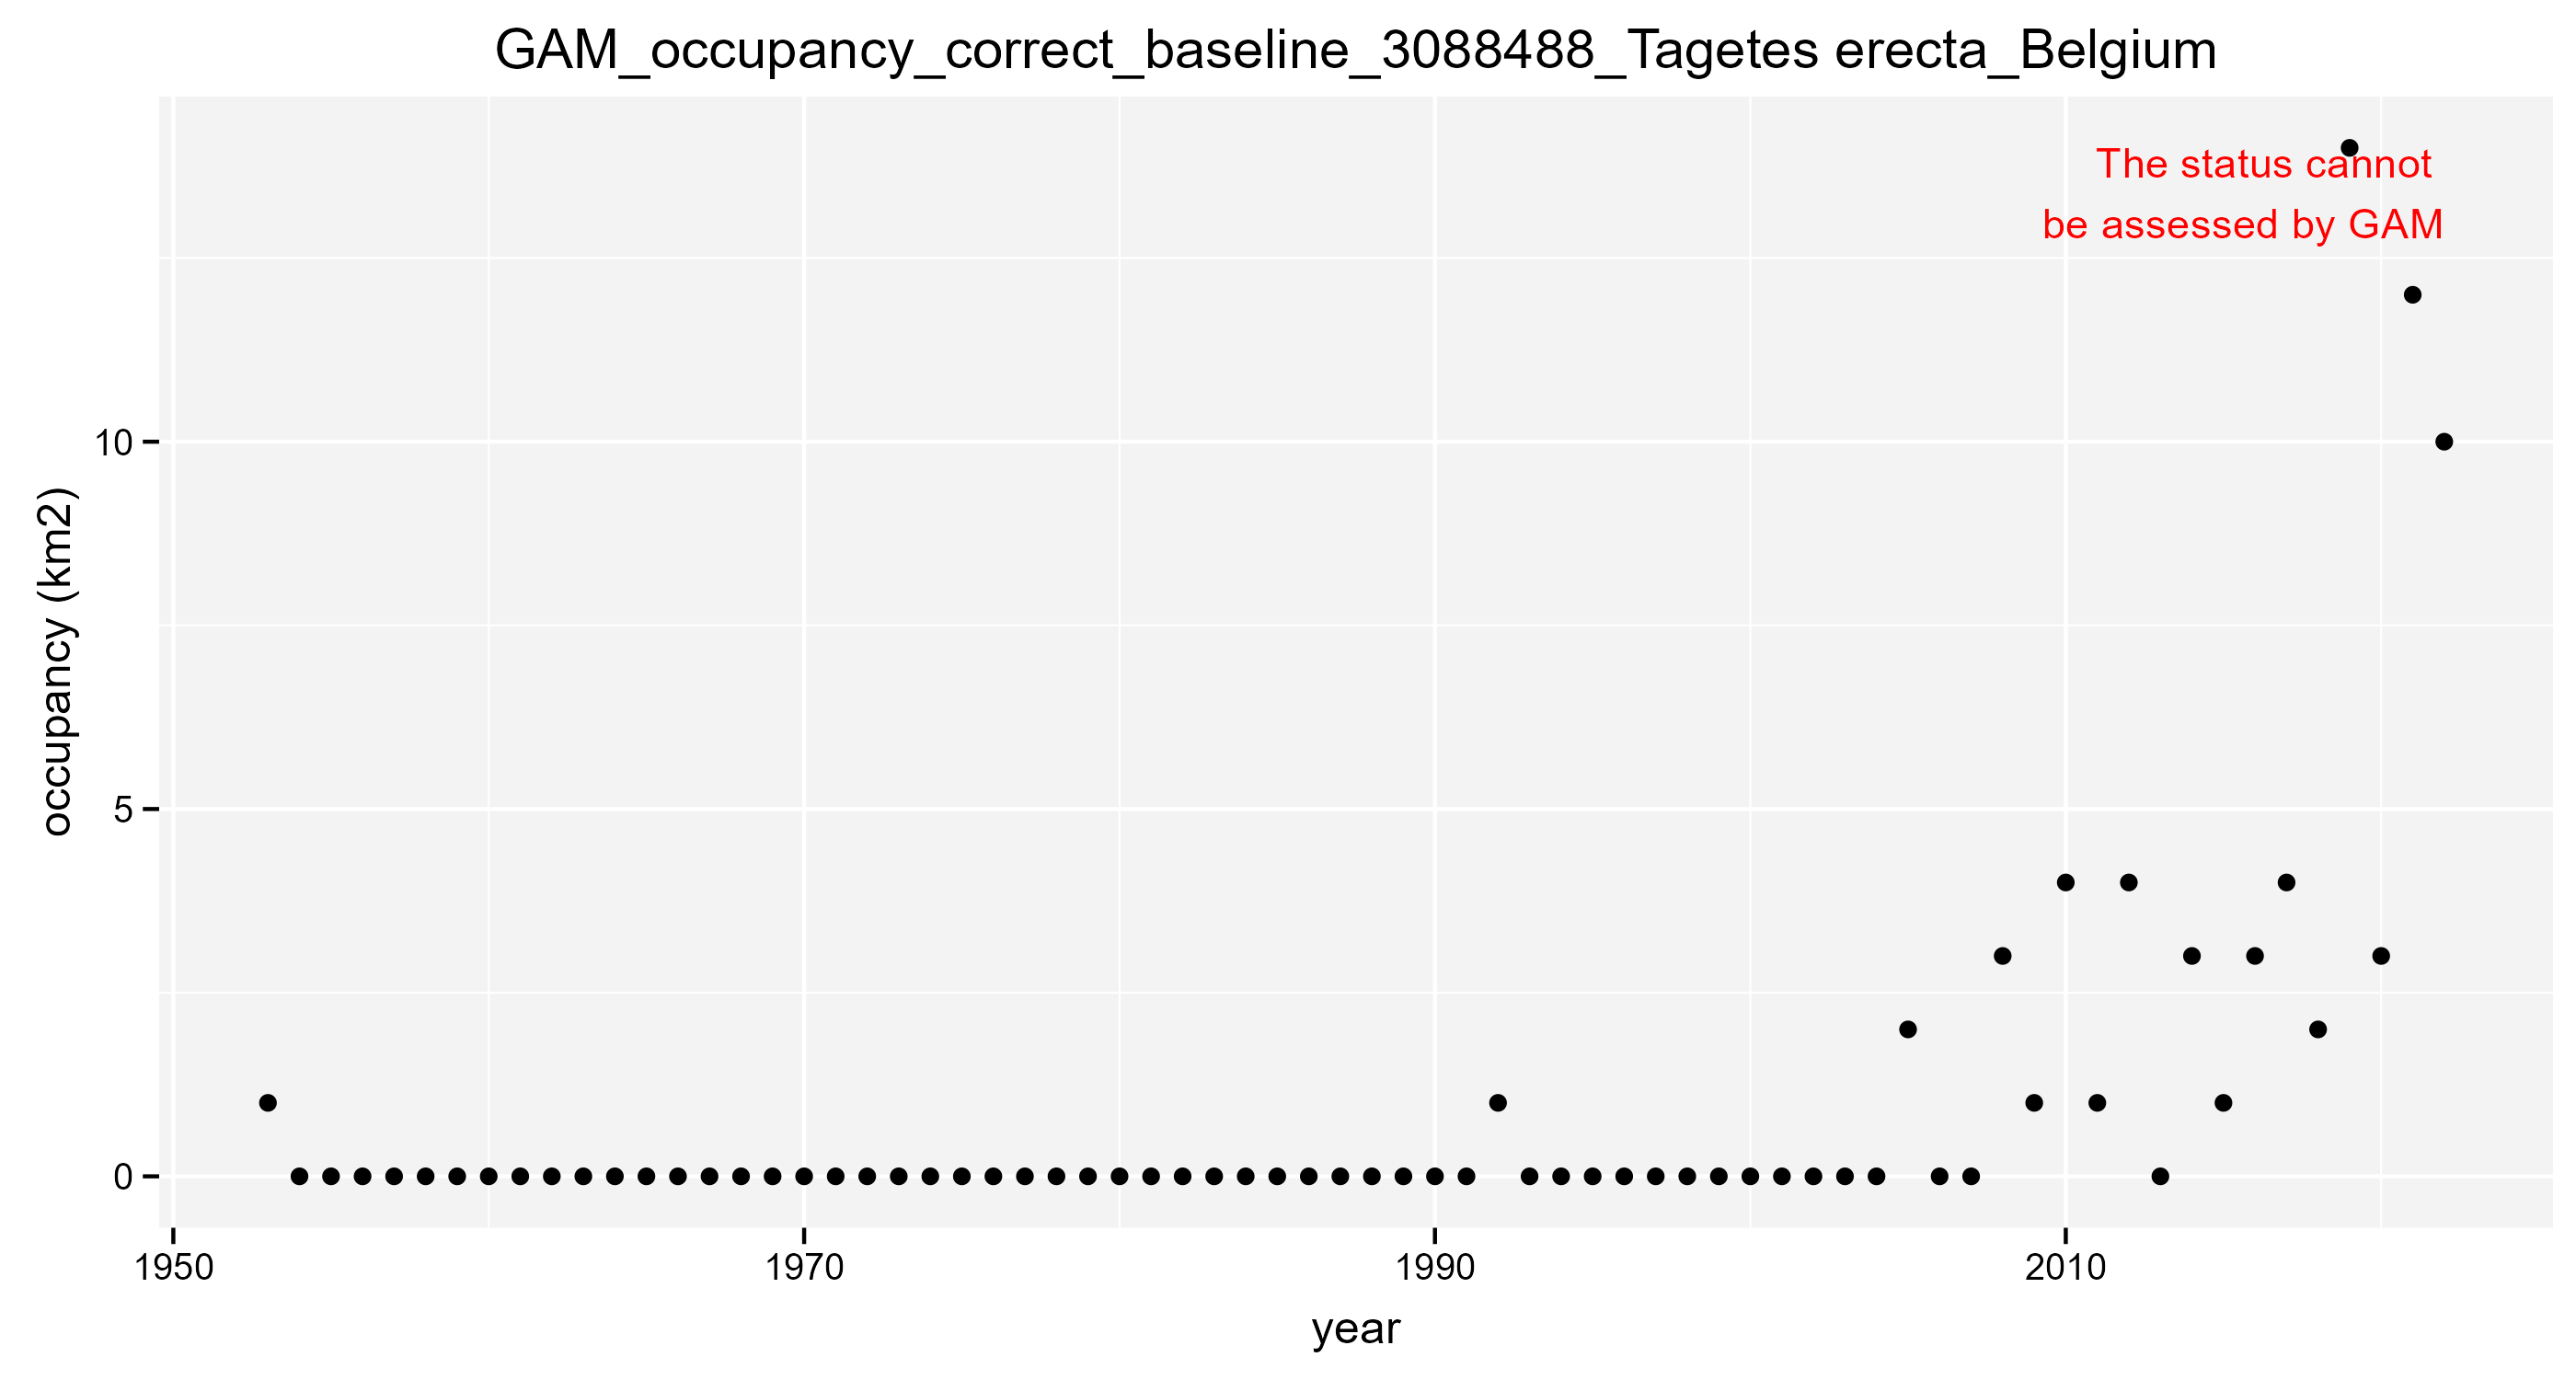 GAM_occupancy_correct_baseline_3088488_Tagetes erecta_Belgium
The status cannot
be assessed by GAM
occupancy (km2)
10
5
0
1950 1970 1990 2010
year